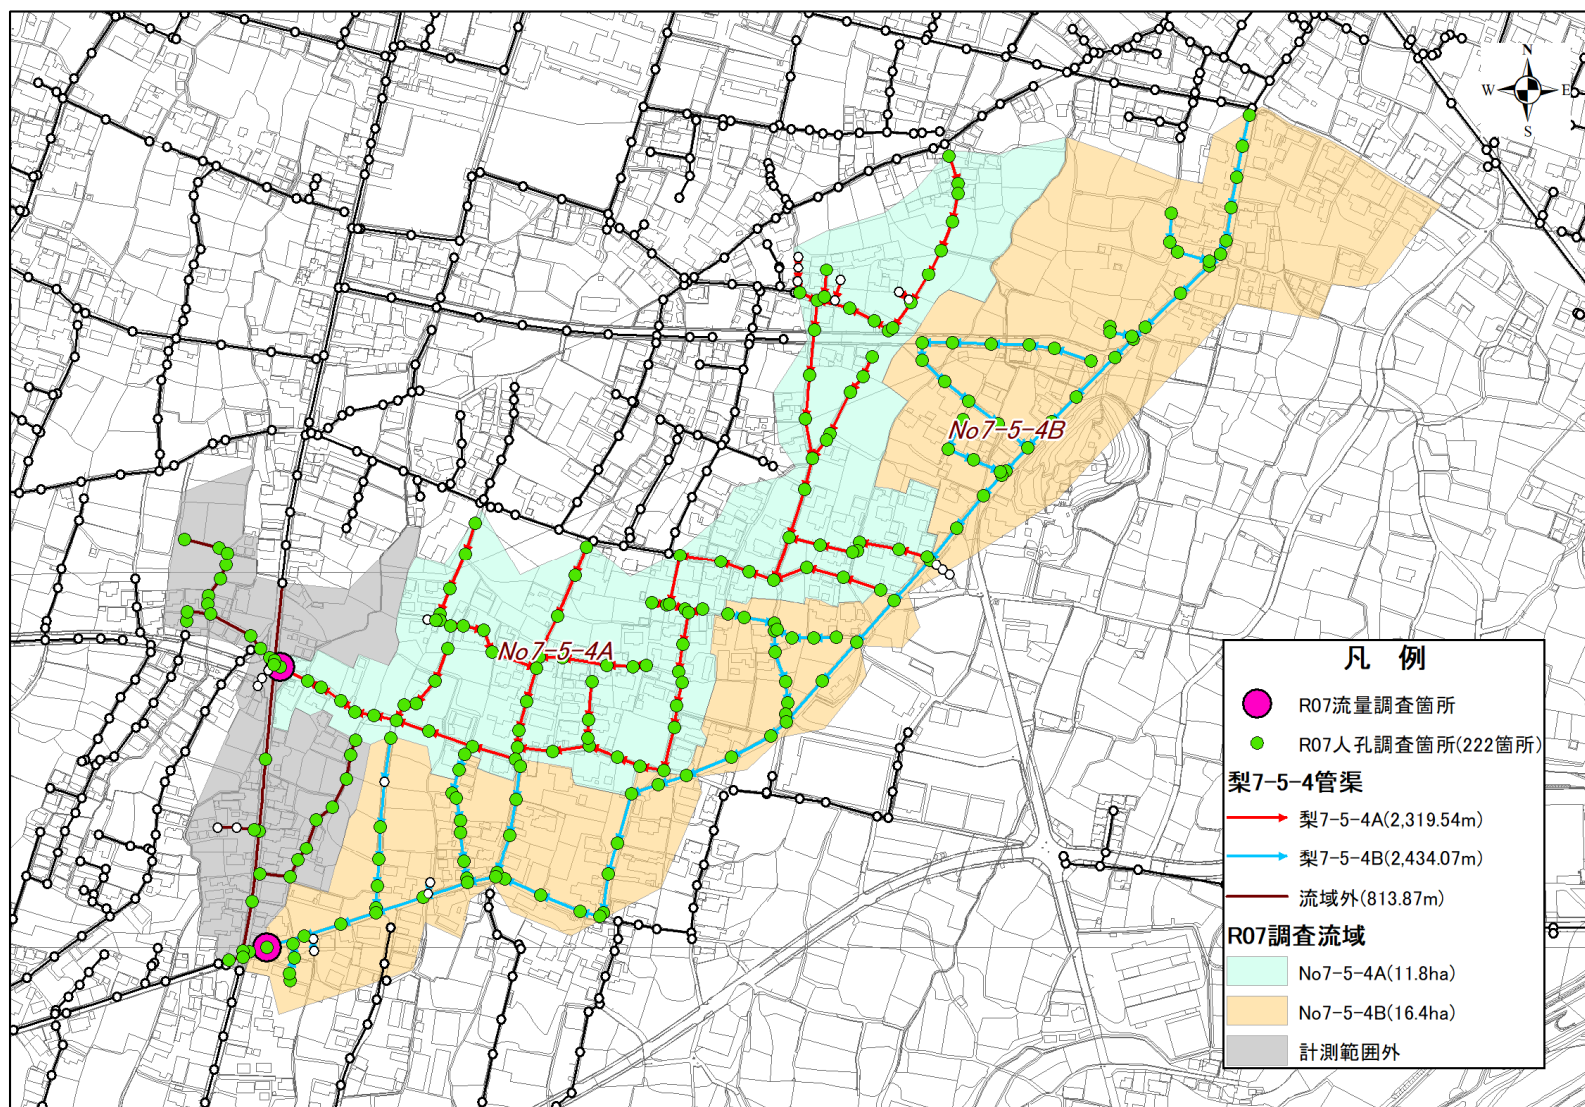 N
W E
S
No7-5-4B
No7-5-4A
凡 例
R07流量調査箇所
R07人孔調査箇所(222箇所)
梨7-5-4管渠
梨7-5-4A(2,319.54m)
梨7-5-4B(2,434.07m)
流域外(813.87m)
R07調査流域
No7-5-4A(11.8ha)
No7-5-4B(16.4ha)
計測範囲外